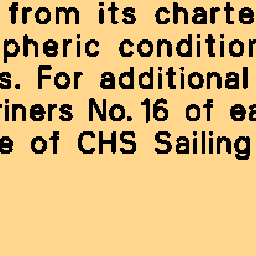 from its charte
pheric condition
s. For additional
riners No. 16 of ea
e of CHS Sailing